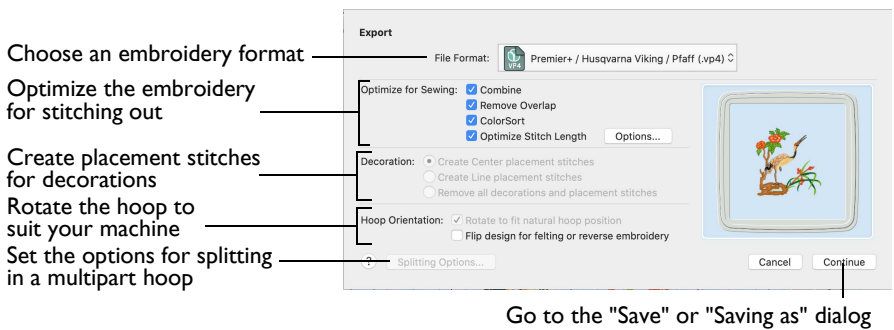 Export
Choose an embroidery format
File Format:
VP4
Premier+ / Husqvarna Viking / Pfaff (.vp4)
Optimize the embroidery
for stitching out
Optimize for Sewing:
Combine
Remove Overlap
ColorSort
Optimize Stitch Length
Options...
Create placement stitches
for decorations
Decoration:
Create Center placement stitches
Create Line placement stitches
Remove all decorations and placement stitches
Rotate the hoop to
suit your machine
Hoop Orientation:
Rotate to fit natural hoop position
Flip design for felting or reverse embroidery
Set the options for splitting
in a multipart hoop
?
Splitting Options...
Cancel
Continue
Go to the "Save" or "Saving as" dialog